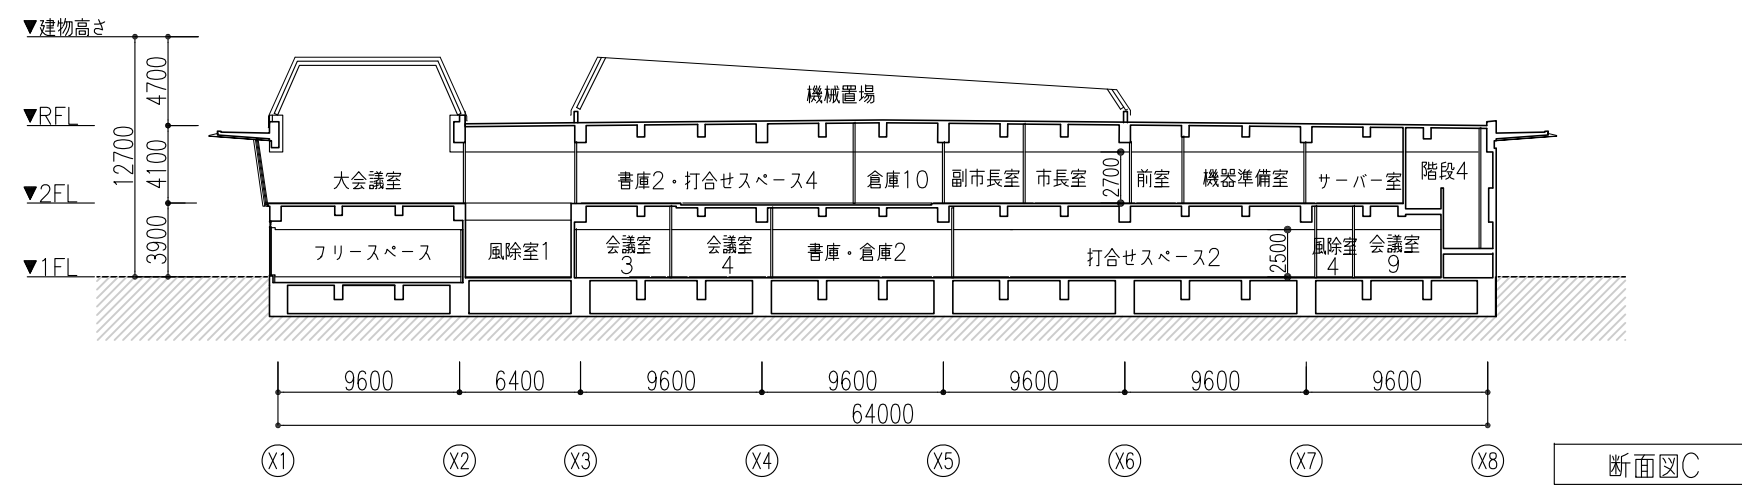 ▼建物高さ
4700
機械置場
▼RFL
12700
4100
大会議室
書庫2・打合せスペース4
倉庫10
副市長室
市長室
2700
前室
機器準備室
サーバー室
階段4
▼2FL
3900
フリースペース
風除室1
会議室
3
会議室
4
書庫・倉庫2
打合せスペース2
2500
風除室
4
会議室
9
▼1FL
9600
6400
9600
9600
9600
9600
9600
64000
X1
X2
X3
X4
X5
X6
X7
X8
断面図C